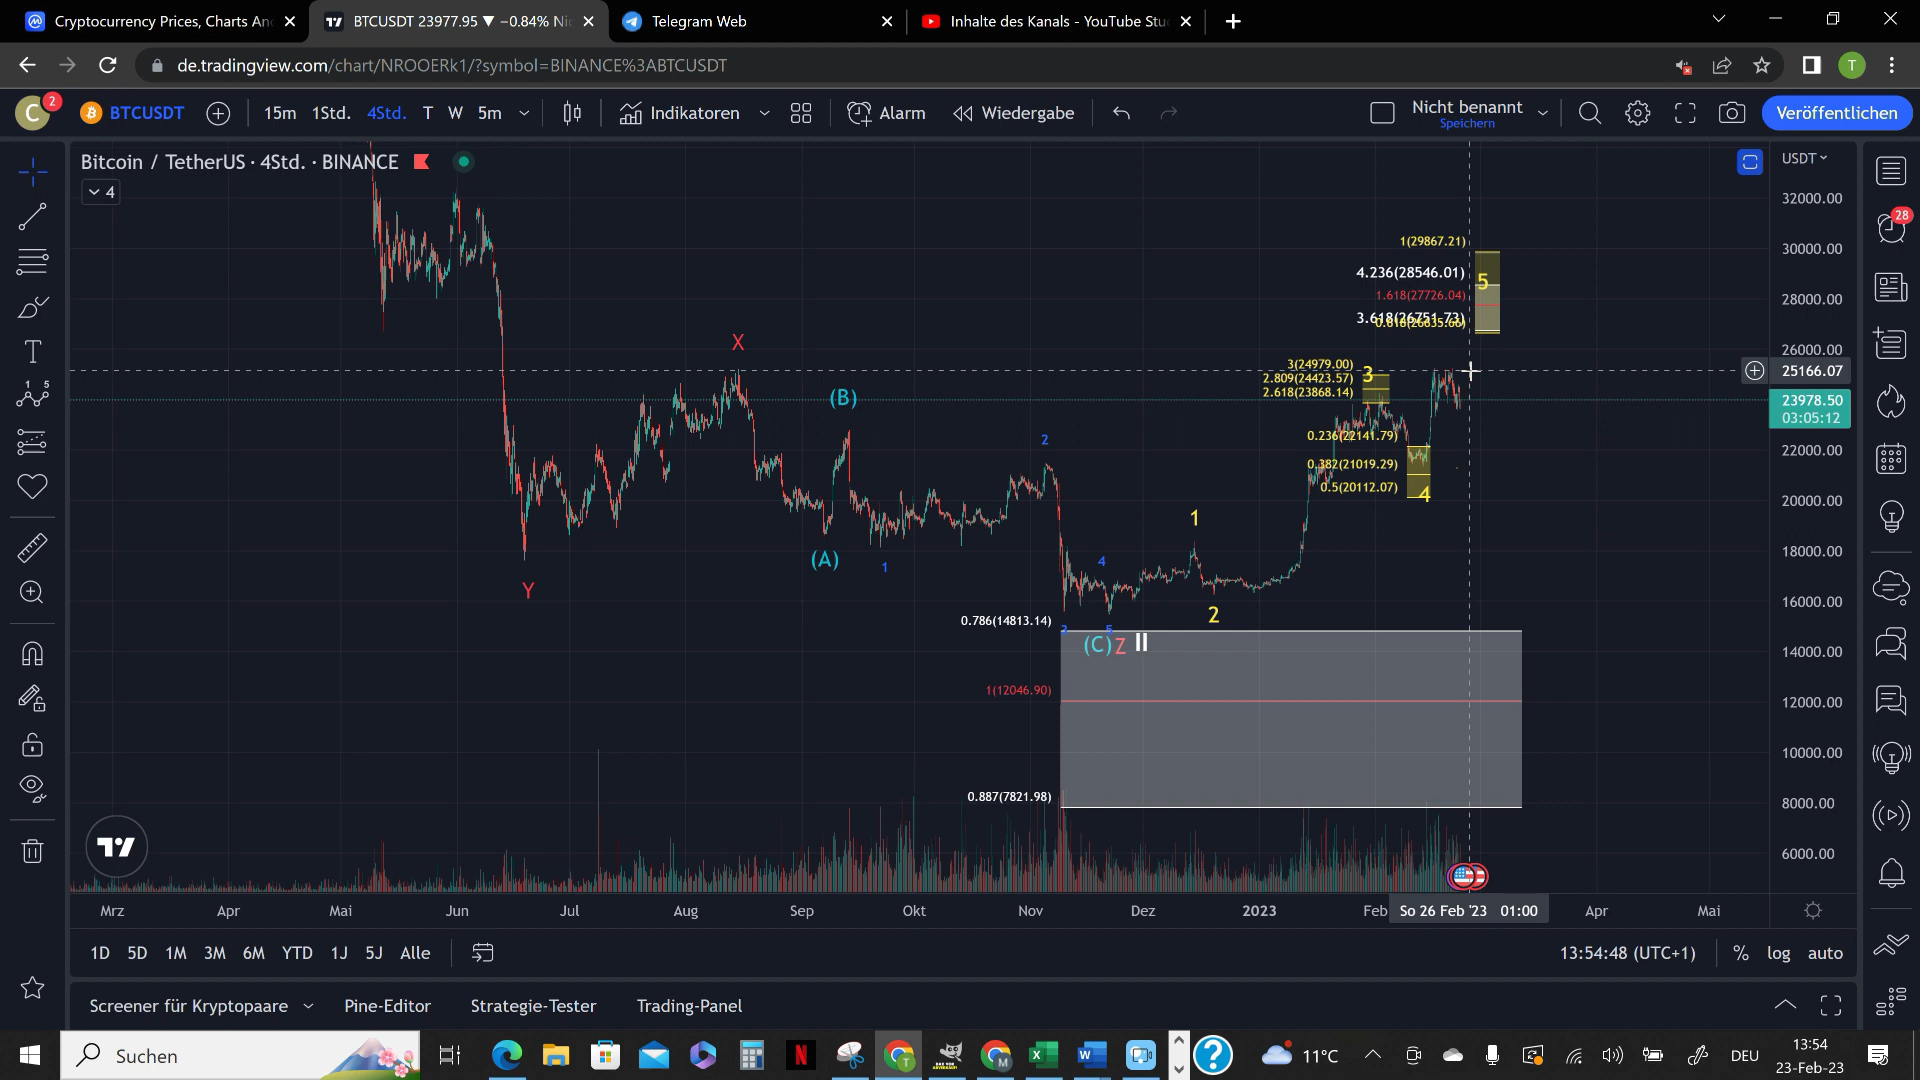 Cryptocurrency Prices, Charts An
BTCUSDT 23977.95 ▼ −0.84% Ni
Telegram Web
Inhalte des Kanals - YouTube Stu
de.tradingview.com/chart/NROOERk1/?symbol=BINANCE%3ABTCUSDT
T
C
2
BTCUSDT
15m
1Std.
4Std.
T
W
5m
Indikatoren
Alarm
Wiedergabe
Nicht benannt
Speichern
Veröffentlichen
Bitcoin / TetherUS · 4Std. · BINANCE
4
USDT
32000.00
30000.00
28000.00
26000.00
25166.07
23978.50
03:05:12
22000.00
20000.00
18000.00
16000.00
14000.00
12000.00
10000.00
8000.00
6000.00
28
1(29867.21)
4.236(28546.01)
5
1.618(27726.04)
3.618(26751.73)
0.618(26635.66)
3(24979.00)
3
2.809(24423.57)
2.618(23868.14)
0.236(22141.79)
0.382(21019.29)
0.5(20112.07)
4
X
(B)
2
1
(A)
1
4
Y
2
0.786(14813.14)
3
5
(C)
Z
II
1(12046.90)
0.887(7821.98)
Mrz
Apr
Mai
Jun
Jul
Aug
Sep
Okt
Nov
Dez
2023
Feb
So 26 Feb '23 01:00
Apr
Mai
1D
5D
1M
3M
6M
YTD
1J
5J
Alle
13:54:48 (UTC+1)
%
log
auto
Screener für Kryptopaare
Pine-Editor
Strategie-Tester
Trading-Panel
Suchen
11°C
DEU
13:54
23-Feb-23